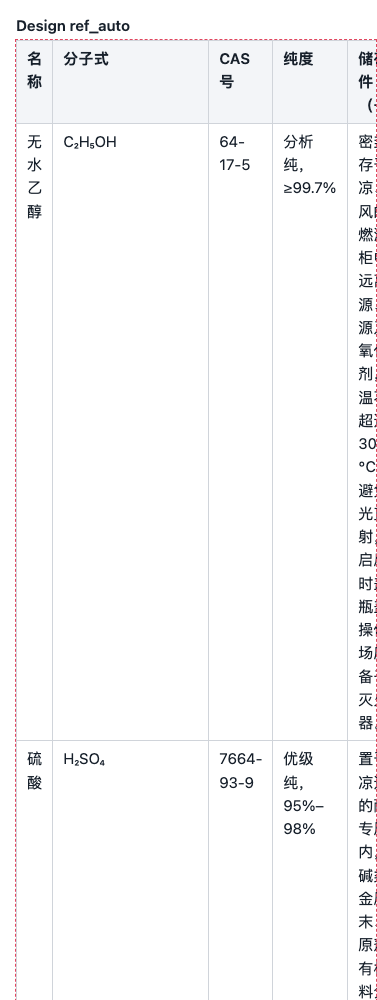 Design ref_auto
名
称
分子式
CAS
号
纯度
储
件
（
无
水
乙
醇
C₂H₅OH
64-
17-5
分析
纯，
≥99.7%
密
存
凉
风
燃
柜
远
源
源
氧
剂
温
超
30
°C
避
光
射
启
时
瓶
操
场
备
灭
器
硫
酸
H₂SO₄
7664-
93-9
优级
纯，
95%–
98%
置
凉
的
专
内
碱
金
末
原
有
料